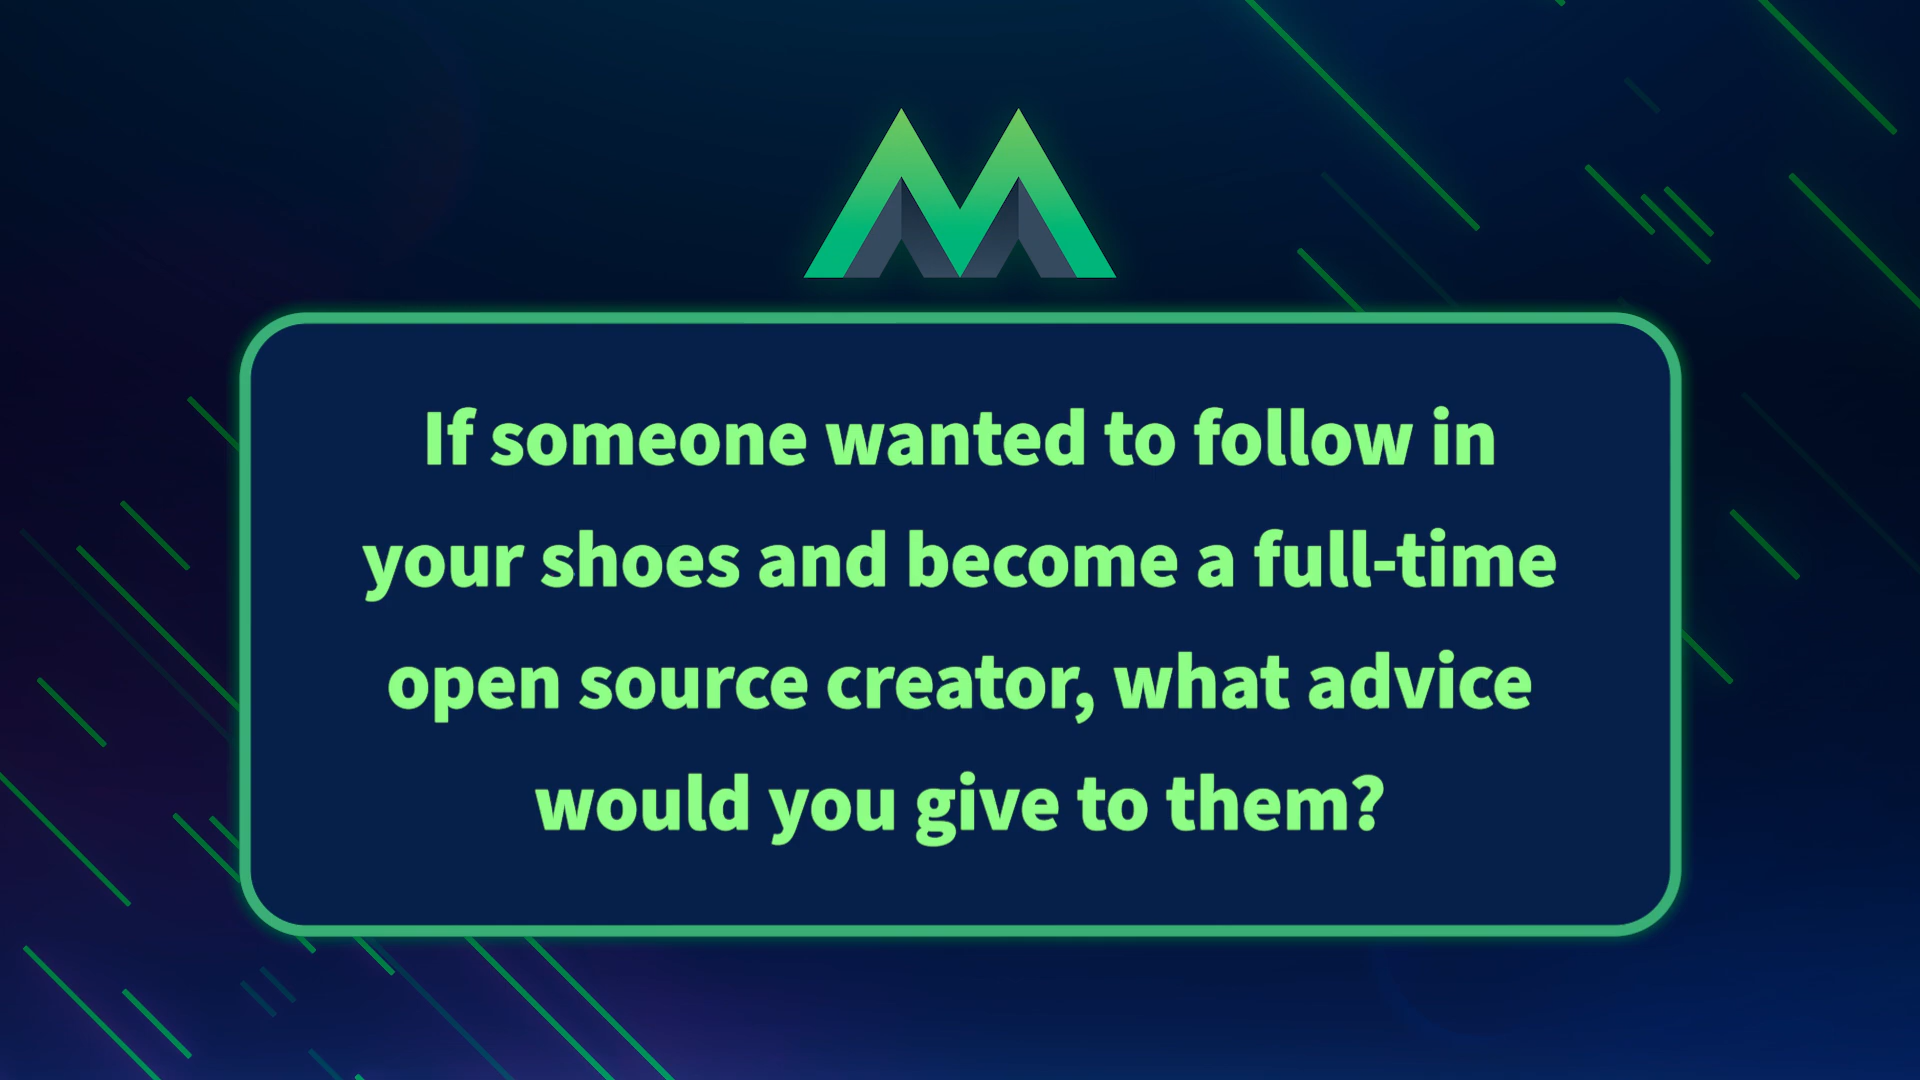 If someone wanted to follow in
your shoes and become a full-time
open source creator, what advice
would you give to them?